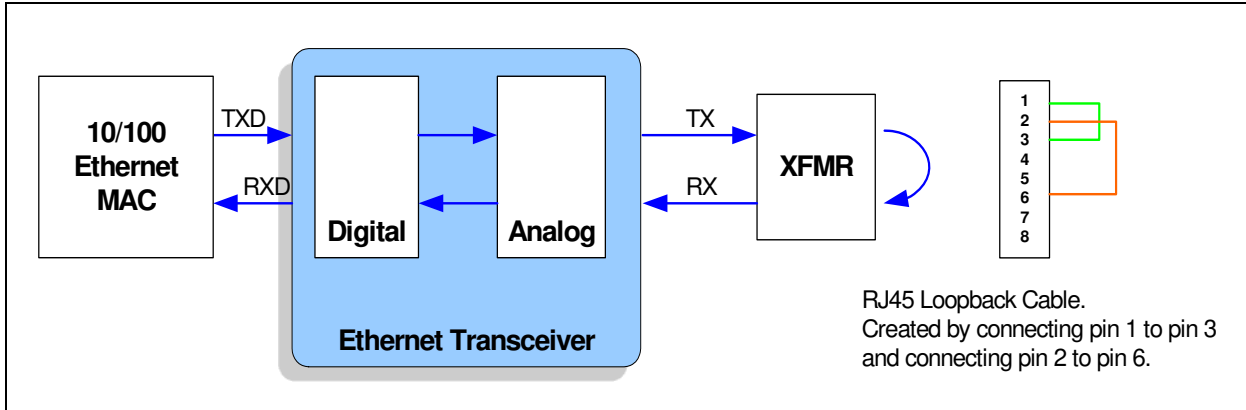 10/100
Ethernet
MAC
TXD
RXD
Digital
Analog
Ethernet Transceiver
TX
RX
XFMR
1
2
3
4
5
6
7
8
RJ45 Loopback Cable.
Created by connecting pin 1 to pin 3
and connecting pin 2 to pin 6.